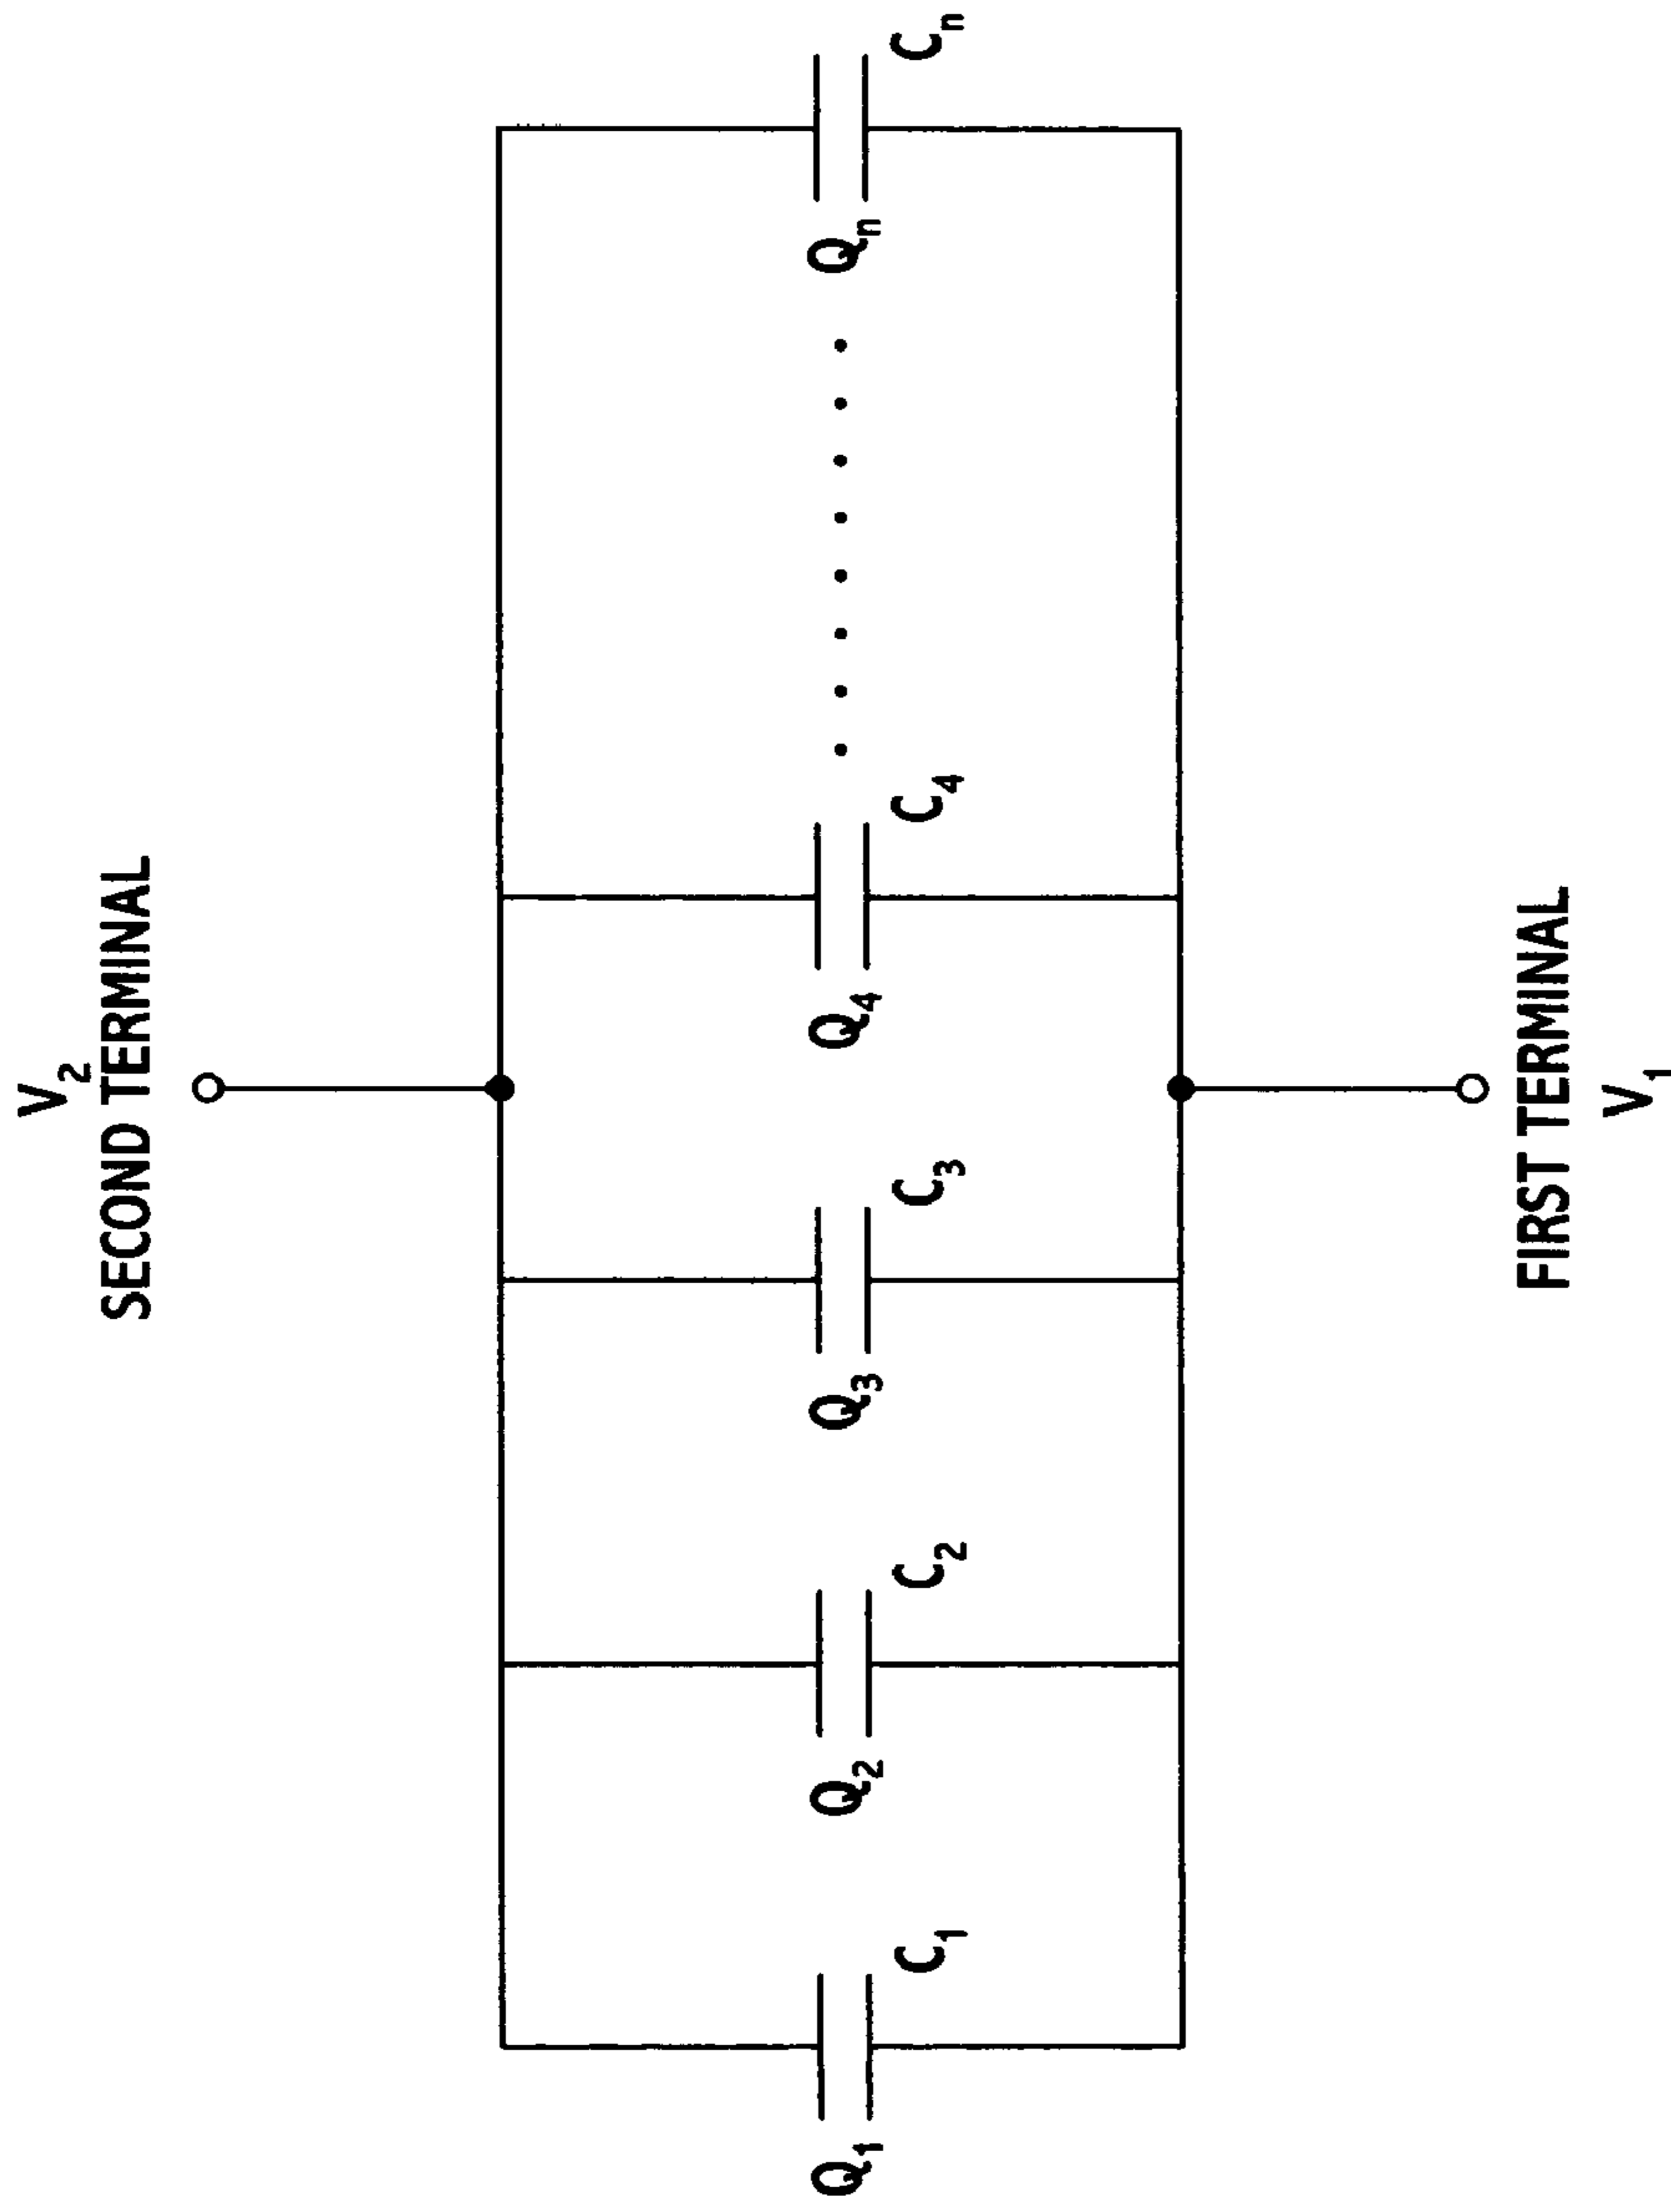 V₂
SECOND TERMINAL
Q₁ Q₂ Q₃ Q₄ Qₙ
C₁ C₂ C₃ C₄ Cₙ
FIRST TERMINAL
V₁